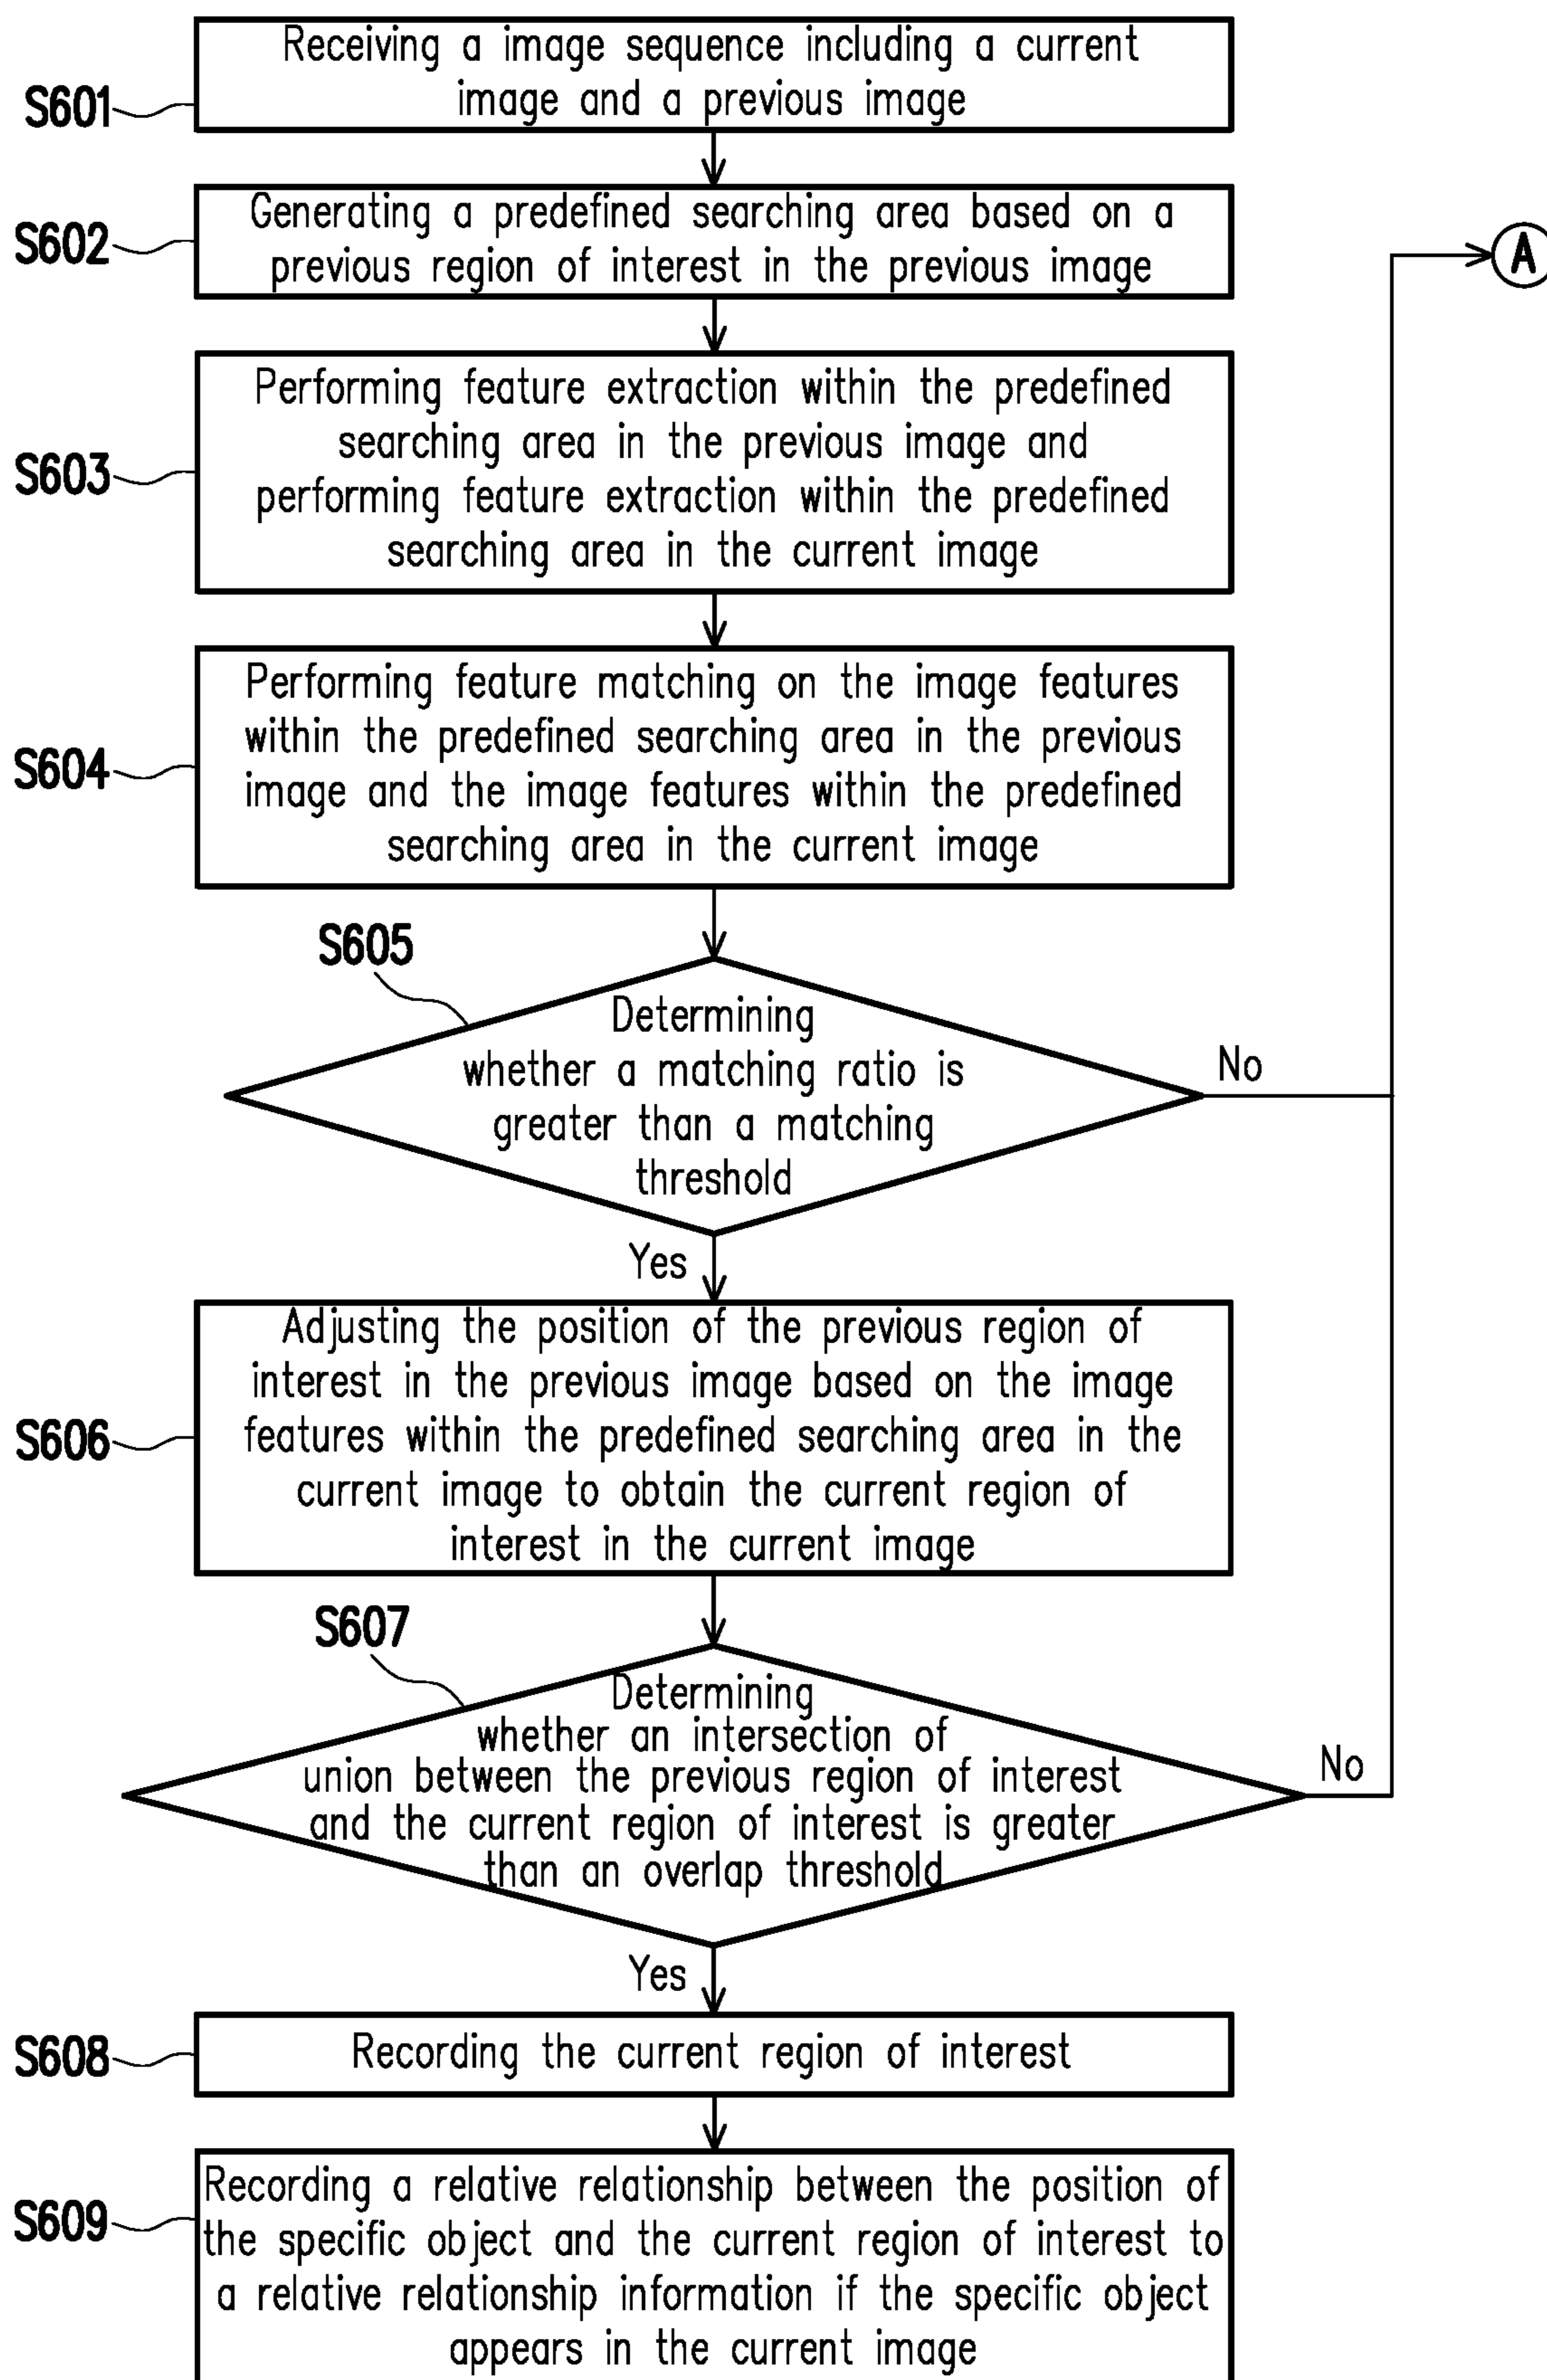 S601
Receiving a image sequence including a current
image and a previous image
S602
Generating a predefined searching area based on a
previous region of interest in the previous image
A
S603
Performing feature extraction within the predefined
searching area in the previous image and
performing feature extraction within the predefined
searching area in the current image
S604
Performing feature matching on the image features
within the predefined searching area in the previous
image and the image features within the predefined
searching area in the current image
S605
Determining
whether a matching ratio is
greater than a matching
threshold
No
Yes
S606
Adjusting the position of the previous region of
interest in the previous image based on the image
features within the predefined searching area in the
current image to obtain the current region of
interest in the current image
S607
Determining
whether an intersection of
union between the previous region of interest
and the current region of interest is greater
than an overlap threshold
No
Yes
S608
Recording the current region of interest
S609
Recording a relative relationship between the position of
the specific object and the current region of interest to
a relative relationship information if the specific object
appears in the current image